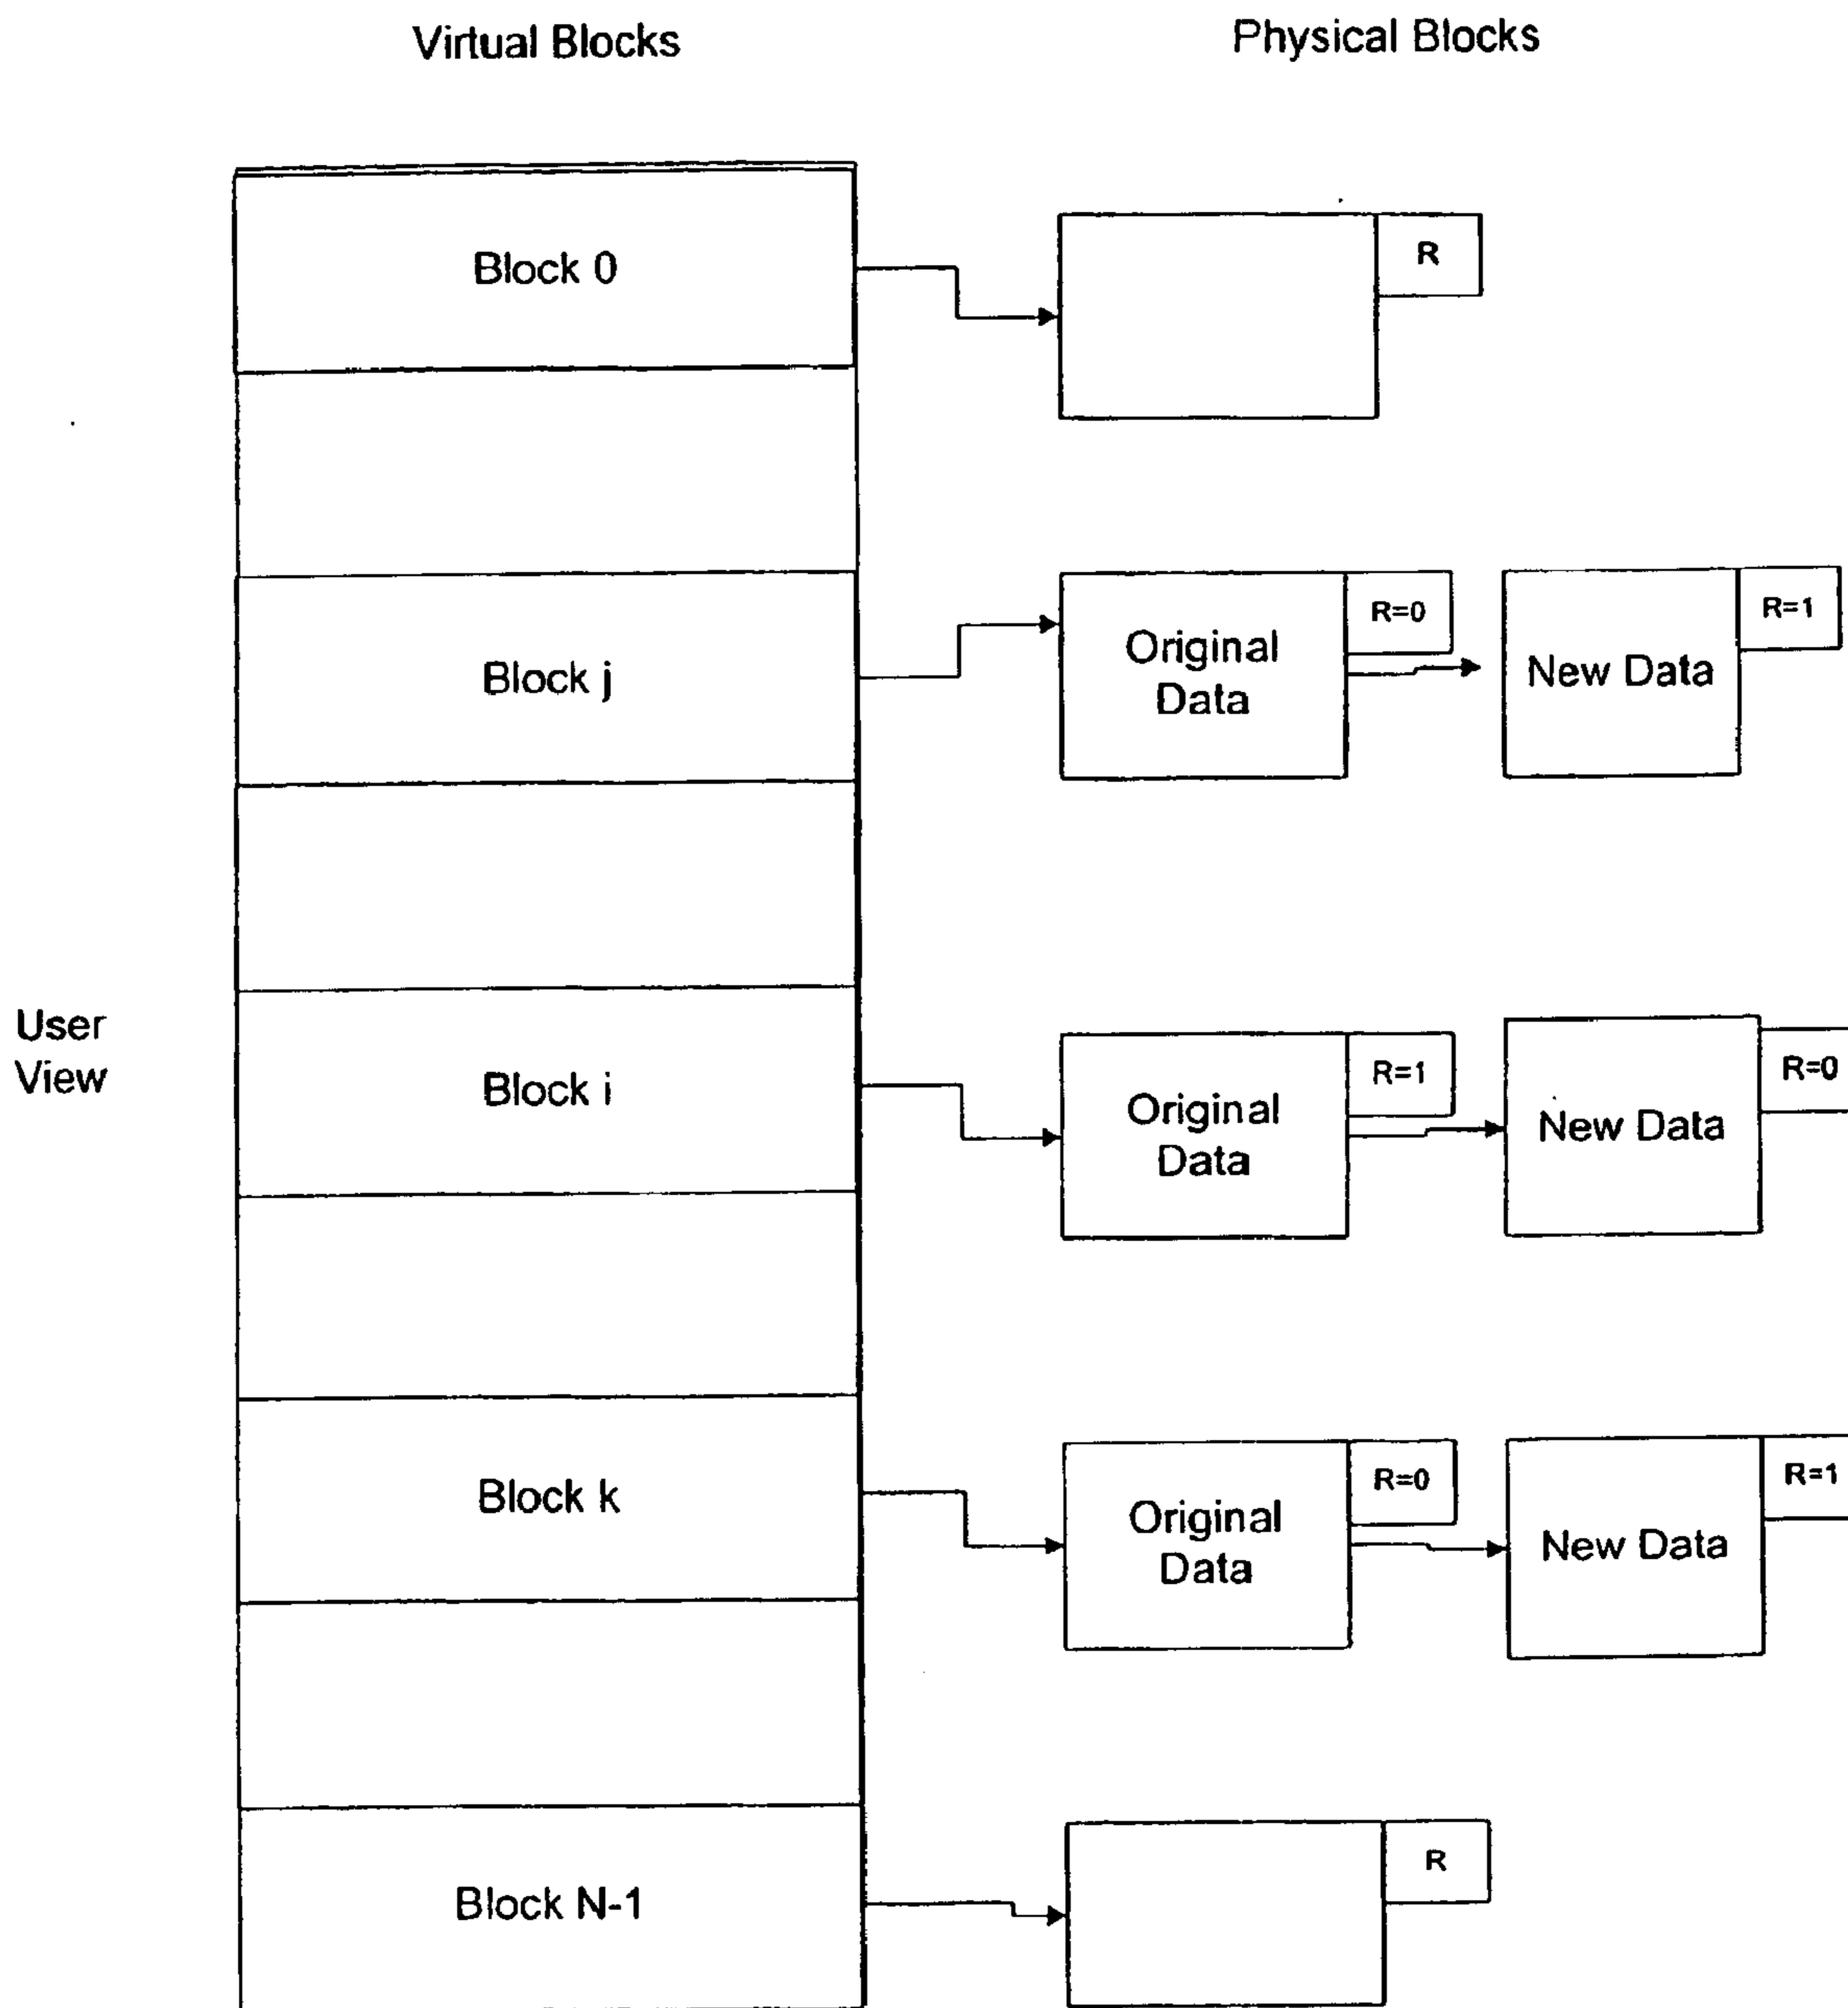 Virtual Blocks
Physical Blocks
Block 0
R
Block j
Original
Data
R=0
New Data
R=1
User
View
Block i
Original
Data
R=1
New Data
R=0
Block k
Original
Data
R=0
New Data
R=1
Block N-1
R